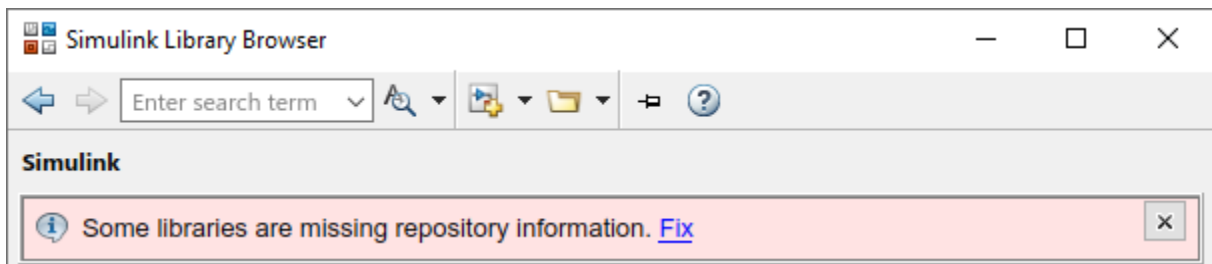 Simulink Library Browser
Enter search term
Simulink
Some libraries are missing repository information. Fix